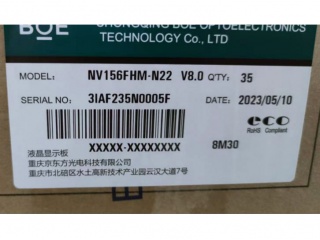 BOE
CHONGQING BOE OPTOELECTRONICS
TECHNOLOGY Co., LTD
MODEL: NV156FHM-N22 V8.0 Q'TY: 35
SERIAL NO: 3IAF235N0005F DATE: 2023/05/10
eco
RoHS Compliant
XXXXX-XXXXXXXX 8M30
液晶显示板
重庆京东方光电科技有限公司
重庆市北碚区水土高新技术产业园云汉大道7号